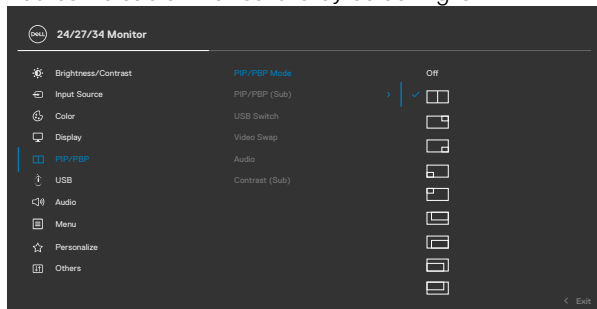 DELL
24/27/34 Monitor
Brightness/Contrast
Input Source
Color
Display
PIP/PBP
USB
Audio
Menu
Personalize
Others
PIP/PBP Mode
PIP/PBP (Sub)
USB Switch
Video Swap
Audio
Contrast (Sub)
Off
Exit